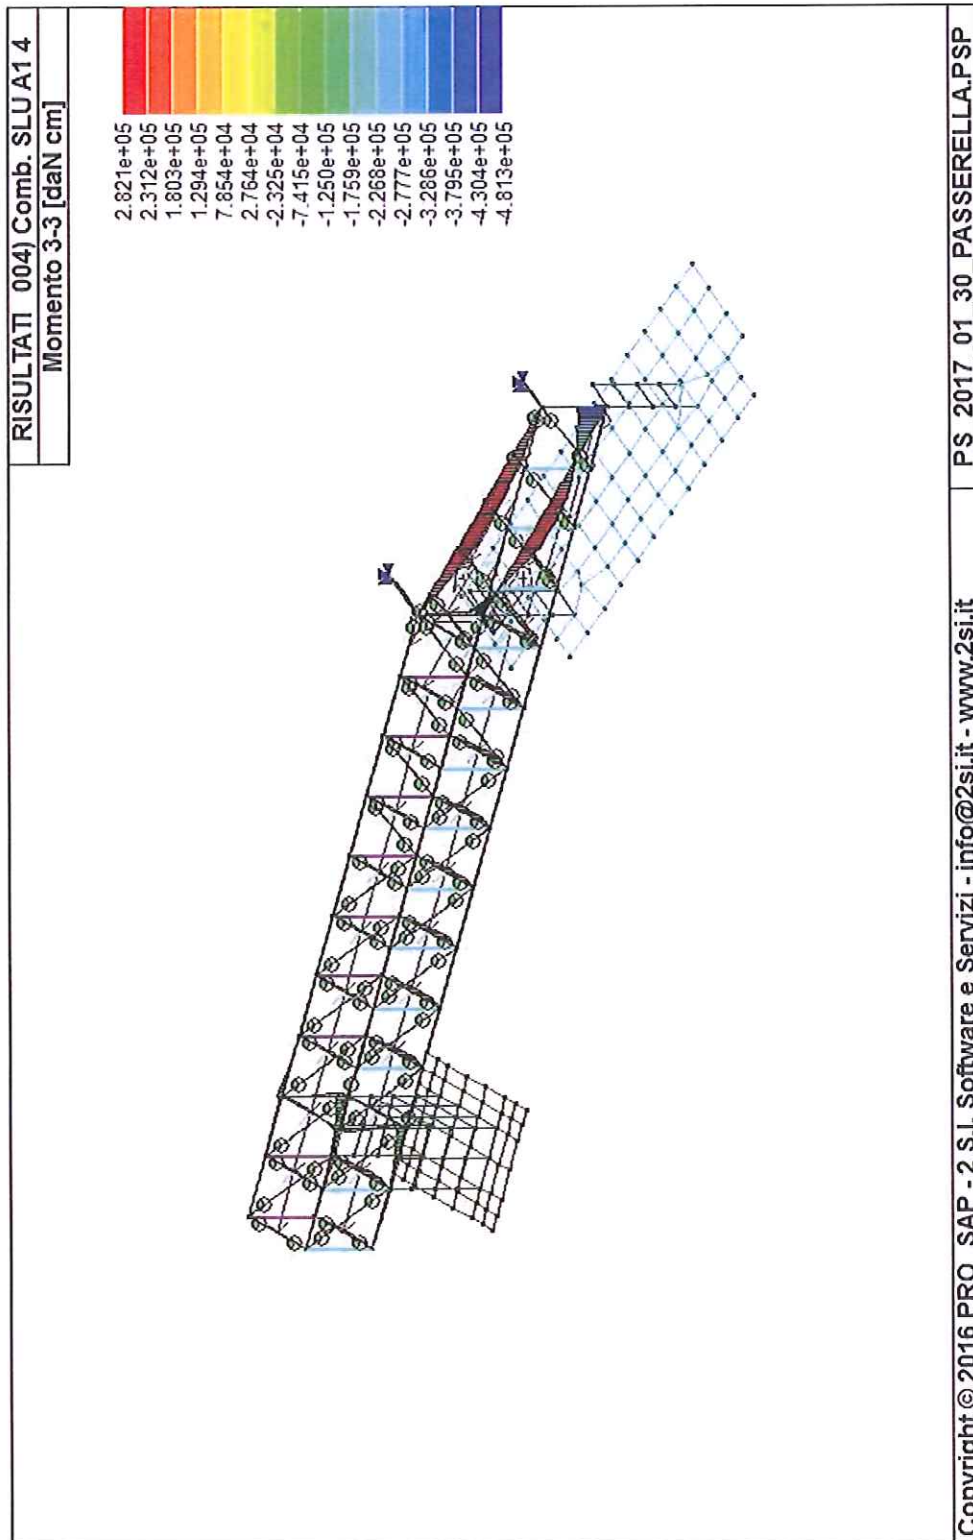 RISULTATI 004) Comb. SLU A1 4
Momento 3-3 [daN cm]
2.821e+05
2.312e+05
1.803e+05
1.294e+05
7.854e+04
2.764e+04
-2.325e+04
-7.415e+04
-1.250e+05
-1.759e+05
-2.268e+05
-2.777e+05
-3.286e+05
-3.795e+05
-4.304e+05
-4.813e+05
Copyright © 2016 PRO_SAP - 2 S.I. Software e Servizi - info@2si.it - www.2si.it
PS_2017_01_30_PASSERELLA.PSP